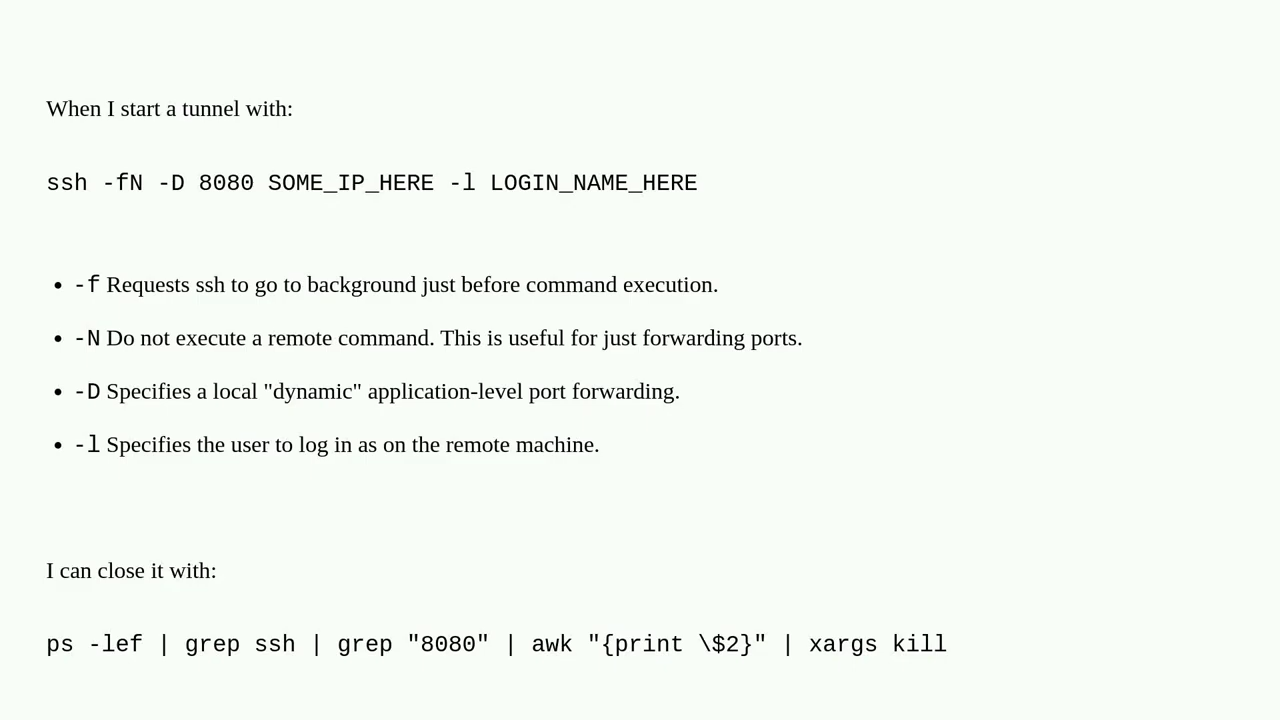 When I start a tunnel with:
ssh -fN -D 8080 SOME_IP_HERE -l LOGIN_NAME_HERE
• -f Requests ssh to go to background just before command execution.
• -N Do not execute a remote command. This is useful for just forwarding ports.
• -D Specifies a local "dynamic" application-level port forwarding.
• -l Specifies the user to log in as on the remote machine.
I can close it with:
ps -lef | grep ssh | grep "8080" | awk "{print \$2}" | xargs kill